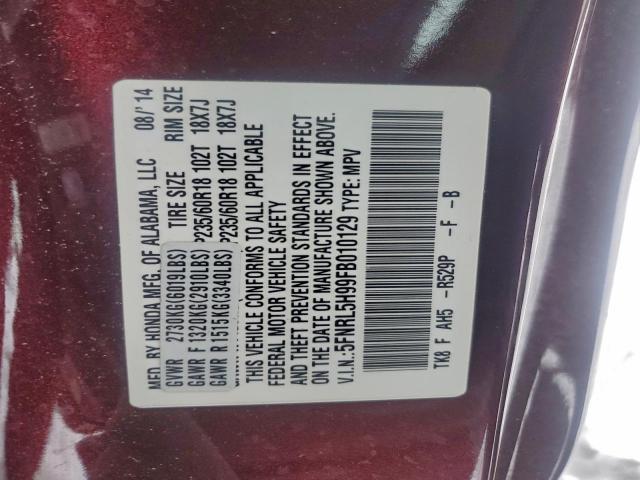 MFD BY HONDA MFG. OF ALABAMA, LLC 08/14
GVWR 2730KG(6019LBS) TIRE SIZE RIM SIZE
GAWR F 1320KG(2910LBS) P235/60R18 102T 18X7J
GAWR R 1515KG(3340LBS) P235/60R18 102T 18X7J
THIS VEHICLE CONFORMS TO ALL APPLICABLE
FEDERAL MOTOR VEHICLE SAFETY
AND THEFT PREVENTION STANDARDS IN EFFECT
ON THE DATE OF MANUFACTURE SHOWN ABOVE.
V.I.N.:5FNRL5H99FB010129 TYPE: MPV
TK8 F AH5 -R529P -F -B